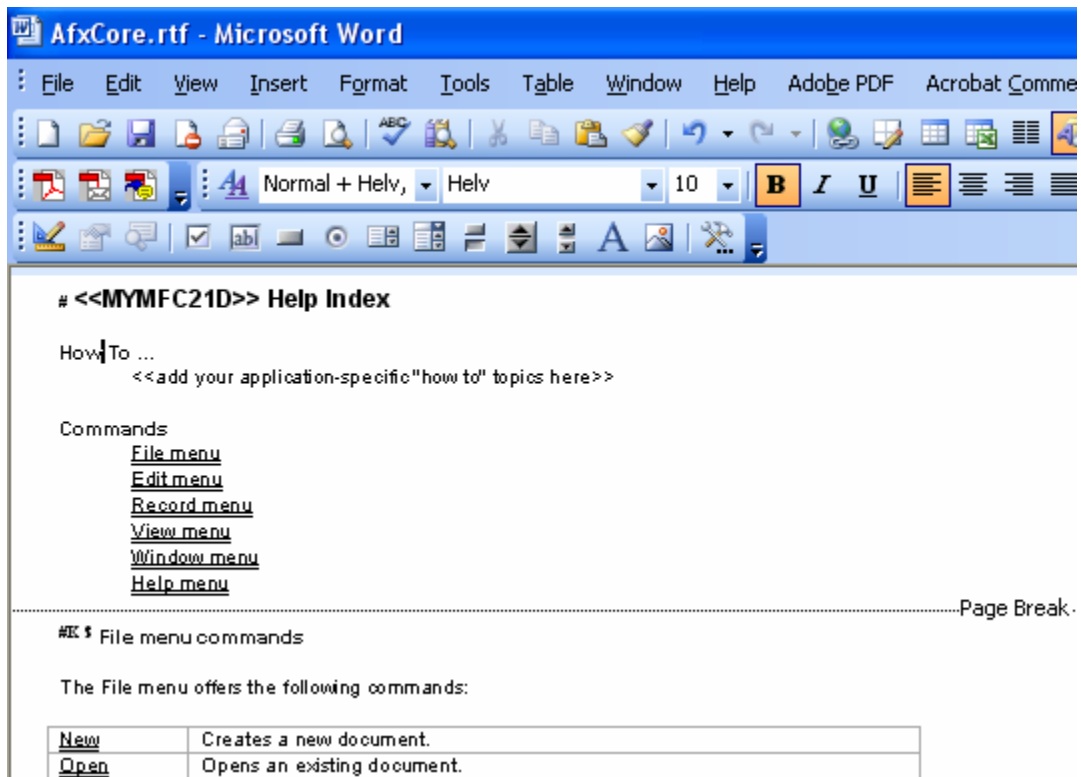 AfxCore.rtf - Microsoft Word
File Edit View Insert Format Tools Table Window Help Adobe PDF Acrobat Comme
ABC
Normal + Helv, Helv 10 B I U
abl A
# <<MYMFC21D>> Help Index
How To ...
<<add your application-specific "how to" topics here>>
Commands
File menu
Edit menu
Record menu
View menu
Window menu
Help menu
Page Break
#K $ File menu commands
The File menu offers the following commands:
New Creates a new document.
Open Opens an existing document.